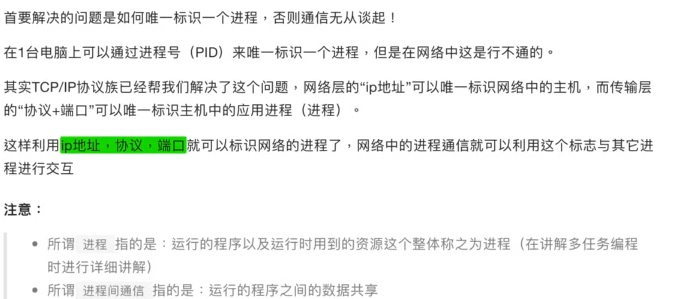 首要解决的问题是如何唯一标识一个进程，否则通信无从谈起！
在1台电脑上可以通过进程号（PID）来唯一标识一个进程，但是在网络中这是行不通的。
其实TCP/IP协议族已经帮我们解决了这个问题，网络层的“ip地址”可以唯一标识网络中的主机，而传输层
的“协议+端口”可以唯一标识主机中的应用进程（进程）。
这样利用ip地址，协议，端口就可以标识网络的进程了，网络中的进程通信就可以利用这个标志与其它进
程进行交互
注意：
所谓 进程 指的是：运行的程序以及运行时用到的资源这个整体称之为进程（在讲解多任务编程
时进行详细讲解）
所谓 进程间通信 指的是：运行的程序之间的数据共享